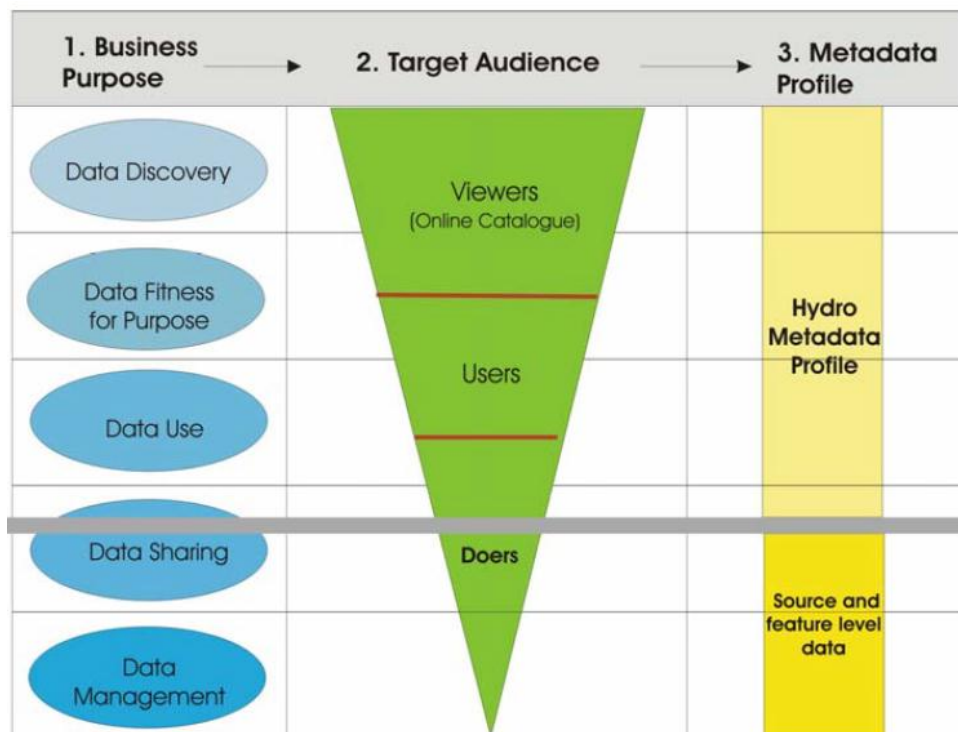 1. Business
Purpose
2. Target Audience
3. Metadata
Profile
Data Discovery
Data Fitness
for Purpose
Data Use
Data Sharing
Data
Management
Viewers
(Online Catalogue)
Users
Doers
Hydro
Metadata
Profile
Source and
feature level
data